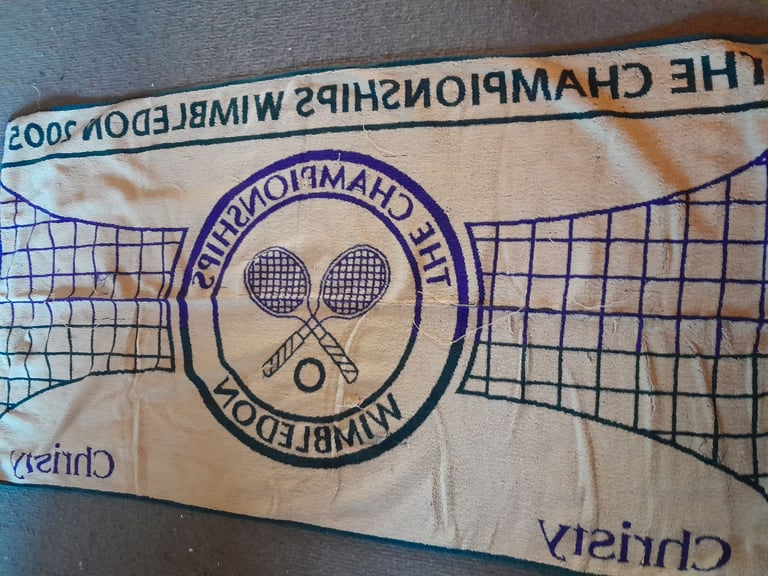 THE CHAMPIONSHIPS WIMBLEDON 2005
THE CHAMPIONSHIPS
WIMBLEDON
Christy
Christy